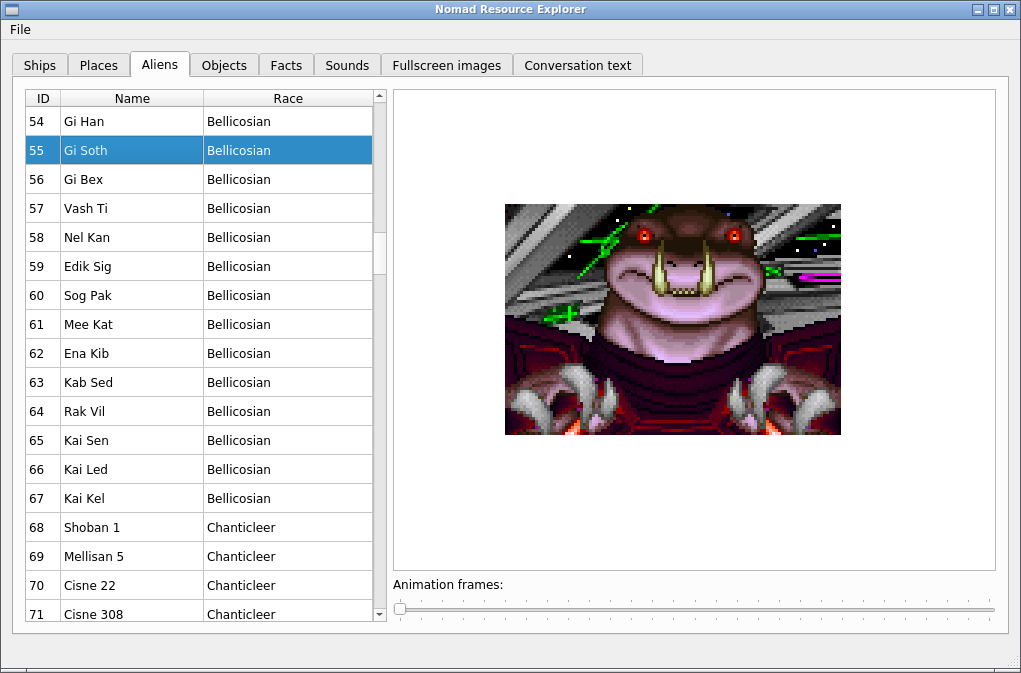 Nomad Resource Explorer
File
Ships Places Aliens Objects Facts Sounds Fullscreen images Conversation text
ID Name Race
54 Gi Han Bellicosian
55 Gi Soth Bellicosian
56 Gi Bex Bellicosian
57 Vash Ti Bellicosian
58 Nel Kan Bellicosian
59 Edik Sig Bellicosian
60 Sog Pak Bellicosian
61 Mee Kat Bellicosian
62 Ena Kib Bellicosian
63 Kab Sed Bellicosian
64 Rak Vil Bellicosian
65 Kai Sen Bellicosian
66 Kai Led Bellicosian
67 Kai Kel Bellicosian
68 Shoban 1 Chanticleer
69 Mellisan 5 Chanticleer
70 Cisne 22 Chanticleer
71 Cisne 308 Chanticleer
Animation frames: